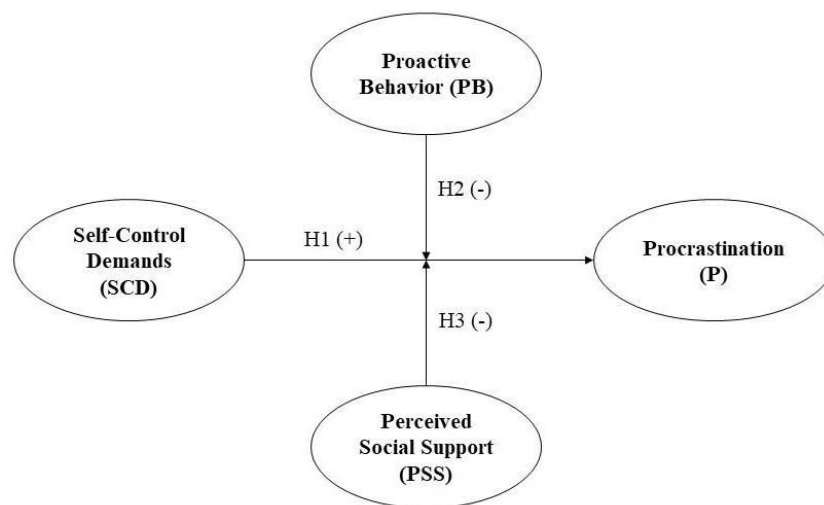 Proactive
Behavior (PB)
H2 (-)
Self-Control
Demands
(SCD)
H1 (+)
Procrastination
(P)
H3 (-)
Perceived
Social Support
(PSS)